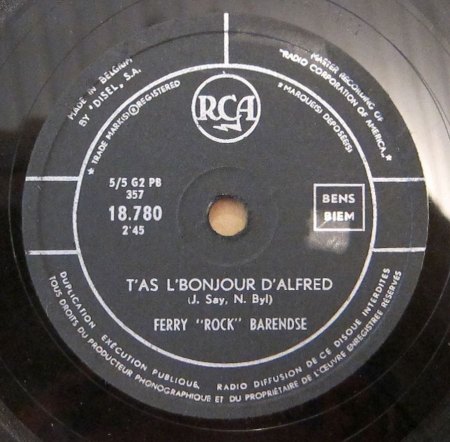 MADE IN BELGIUM
BY "DISEL" S.A.
MASTER RECORDING OF
"RADIO CORPORATION OF
AMERICA"
★ TRADE MARK(S) ® REGISTERED
RCA
★ MARQUE(S) DEPOSÉE(S)
5/5 G2 PB
357
18.780
2'45
BENS
BIEM
T'AS L'BONJOUR D'ALFRED
(J. Say, N. Byl)
FERRY "ROCK" BARENDSE
DUPLICATION EXÉCUTION PUBLIQUE, RADIO DIFFUSION DE CE DISQUE INTERDITES
TOUS DROITS DU PRODUCTEUR PHONOGRAPHIQUE ET DU PROPRIÉTAIRE DE L'ŒUVRE ENREGISTRÉE RÉSERVÉS